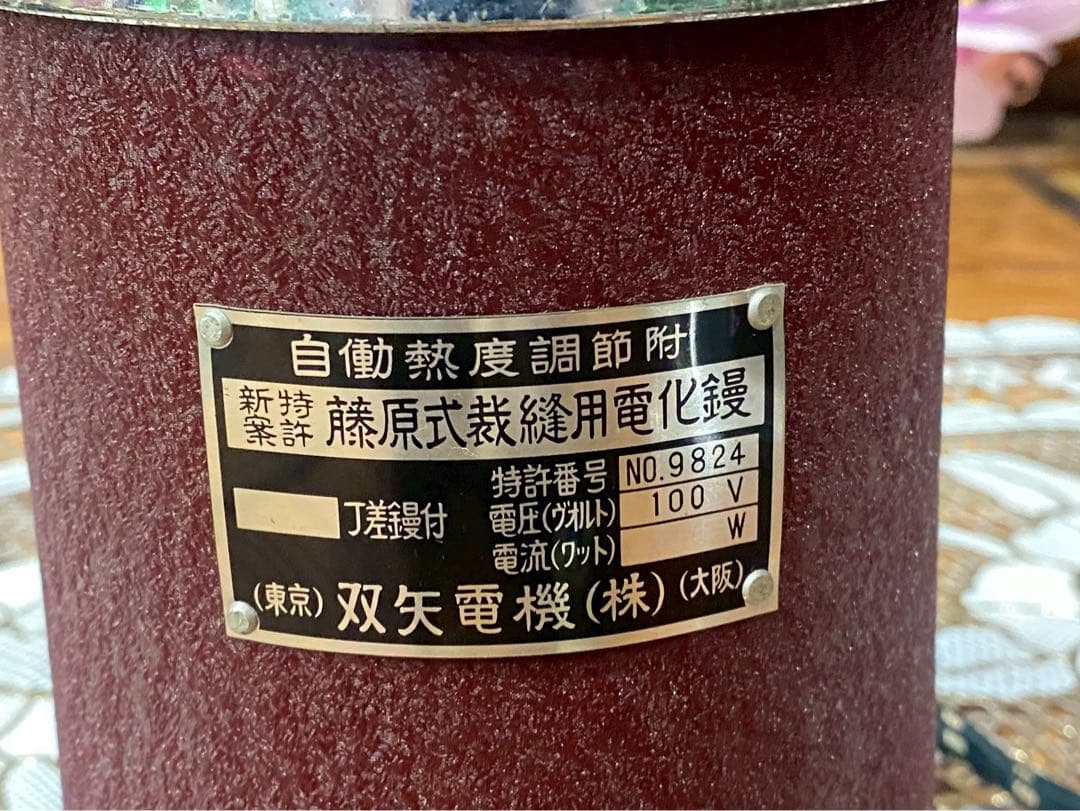 自働熱度調節附
新案 特許 藤原式裁縫用電化鏝
丁差鏝付
特許番号 NO.9824
電圧(ヴオルト) 100 V
電流(ワット) W
(東京) 双矢電機(株) (大阪)